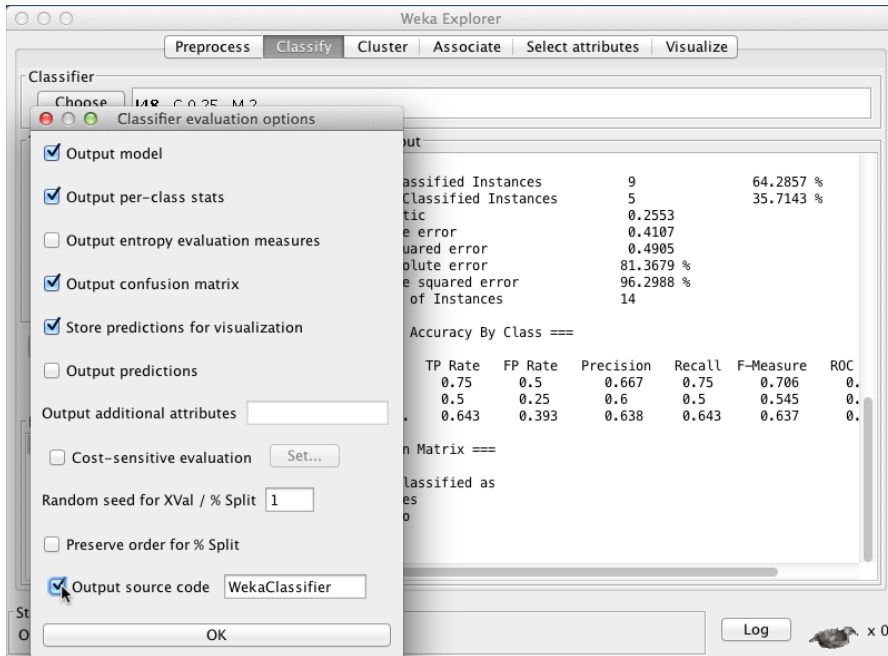 Weka Explorer
Preprocess Classify Cluster Associate Select attributes Visualize
Classifier
Choose J48 -C 0.25 -M 2
Classifier evaluation options
Output model
Output per-class stats
Output entropy evaluation measures
Output confusion matrix
Store predictions for visualization
Output predictions
Output additional attributes
Cost-sensitive evaluation Set...
Random seed for XVal / % Split 1
Preserve order for % Split
Output source code WekaClassifier
OK
out
assified Instances 9 64.2857 %
Classified Instances 5 35.7143 %
tic 0.2553
e error 0.4107
uared error 0.4905
olute error 81.3679 %
e squared error 96.2988 %
of Instances 14
Accuracy By Class ===
TP Rate FP Rate Precision Recall F-Measure ROC
0.75 0.5 0.667 0.75 0.706 0.
0.5 0.25 0.6 0.5 0.545 0.
. 0.643 0.393 0.638 0.643 0.637 0.
n Matrix ===
lassified as
es
o
St
O
Log x 0